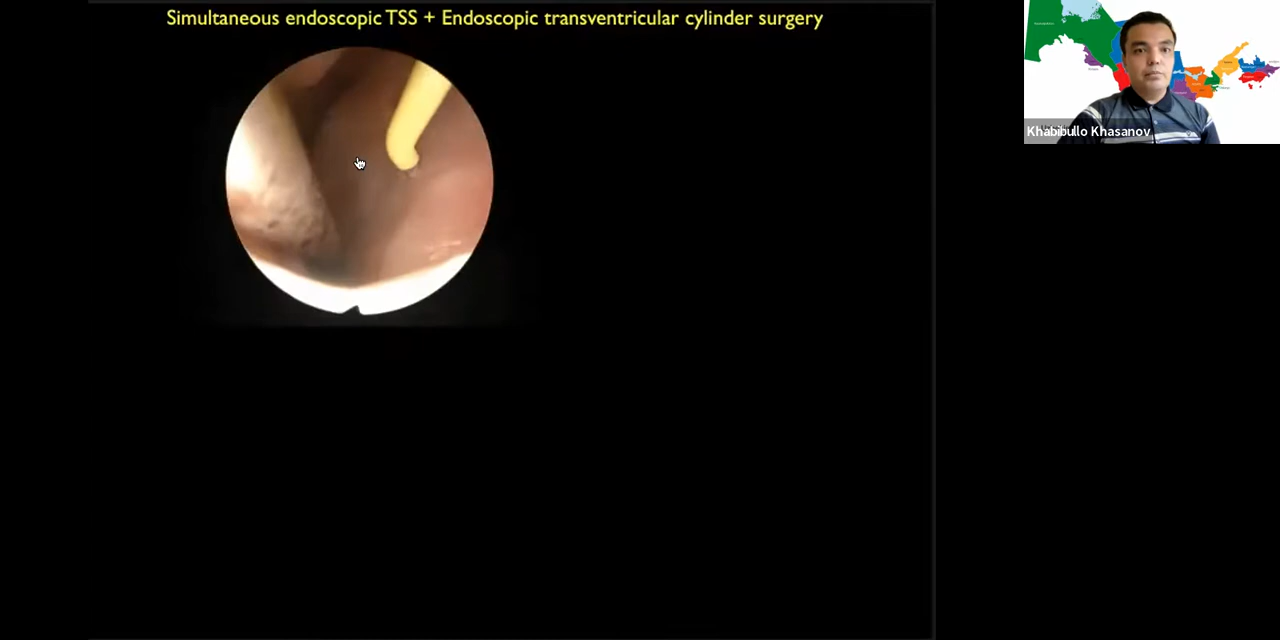 Simultaneous endoscopic TSS + Endoscopic transventricular cylinder surgery
Khabibullo Khasanov